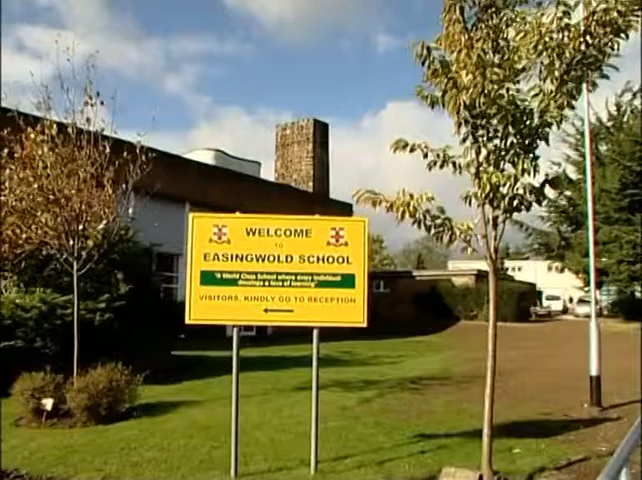 WELCOME
to
EASINGWOLD SCHOOL
"A World Class School where every individual
develops a love of learning"
VISITORS, KINDLY GO TO RECEPTION